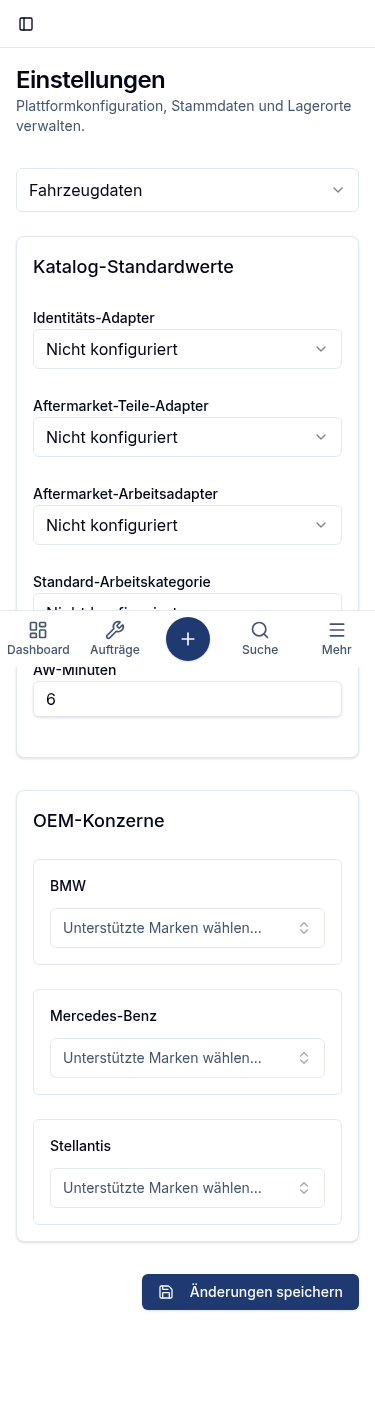 Einstellungen
Plattformkonfiguration, Stammdaten und Lagerorte
verwalten.
Fahrzeugdaten
Katalog-Standardwerte
Identitäts-Adapter
Nicht konfiguriert
Aftermarket-Teile-Adapter
Nicht konfiguriert
Aftermarket-Arbeitsadapter
Nicht konfiguriert
Standard-Arbeitskategorie
Nicht konfiguriert
Dashboard Aufträge Suche Mehr
AW-Minuten
6
OEM-Konzerne
BMW
Unterstützte Marken wählen...
Mercedes-Benz
Unterstützte Marken wählen...
Stellantis
Unterstützte Marken wählen...
Änderungen speichern